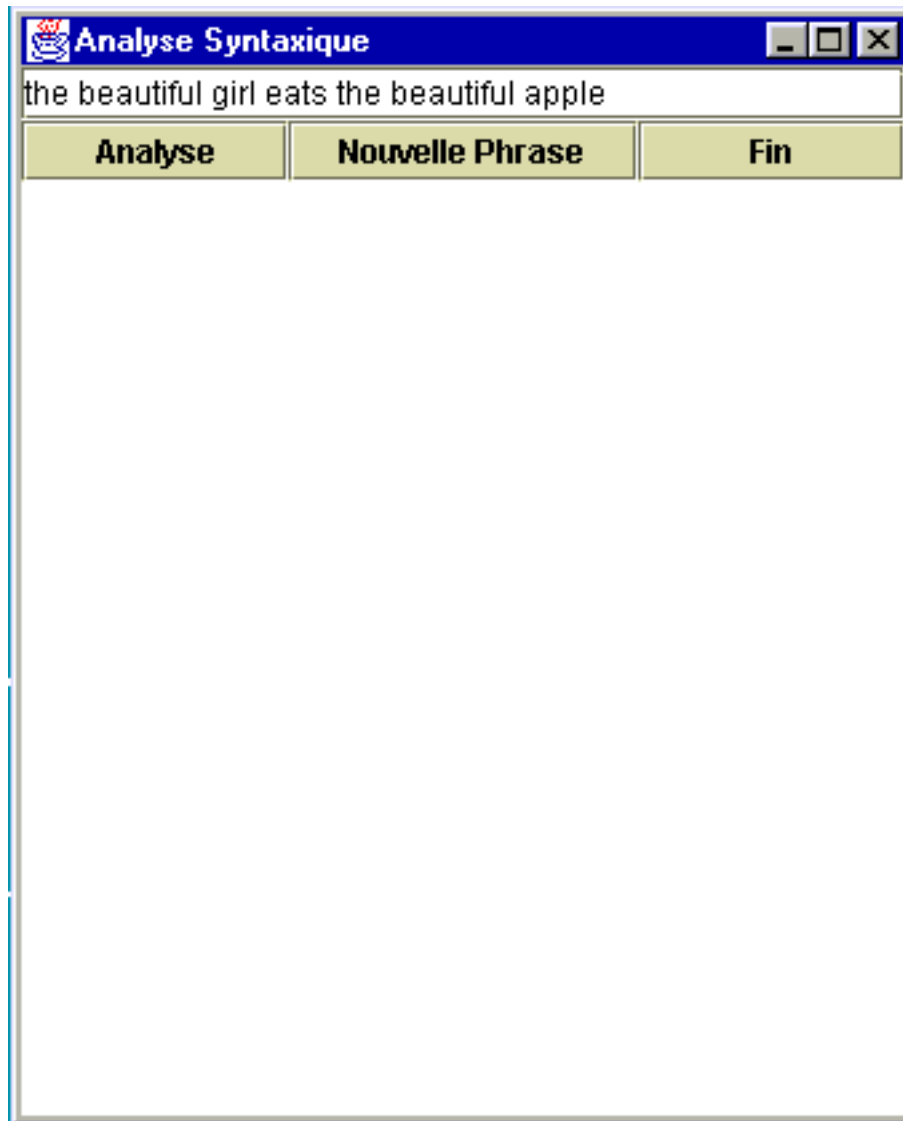 Analyse Syntaxique
the beautiful girl eats the beautiful apple
Analyse Nouvelle Phrase Fin